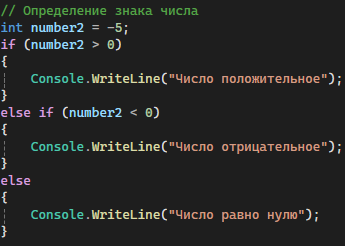 // Определение знака числа
int number2 = -5;
if (number2 > 0)
{
    Console.WriteLine("Число положительное");
}
else if (number2 < 0)
{
    Console.WriteLine("Число отрицательное");
}
else
{
    Console.WriteLine("Число равно нулю");
}